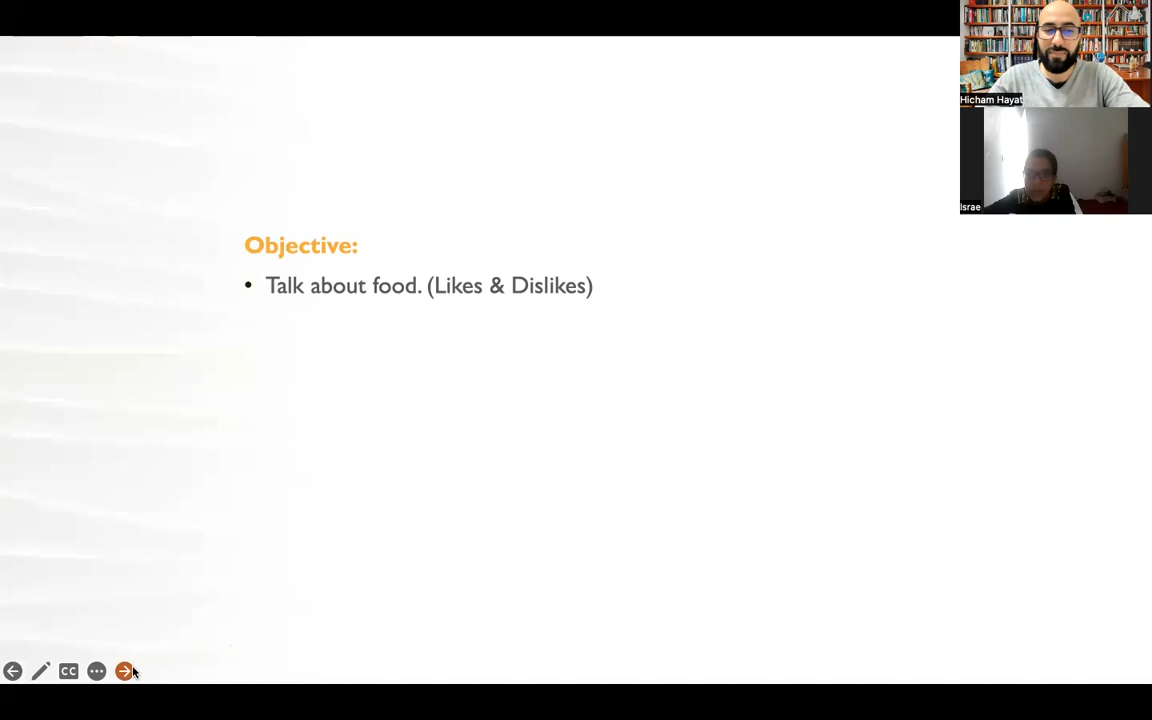 Hicham Hayat
Israe
Objective:
• Talk about food. (Likes & Dislikes)
CC